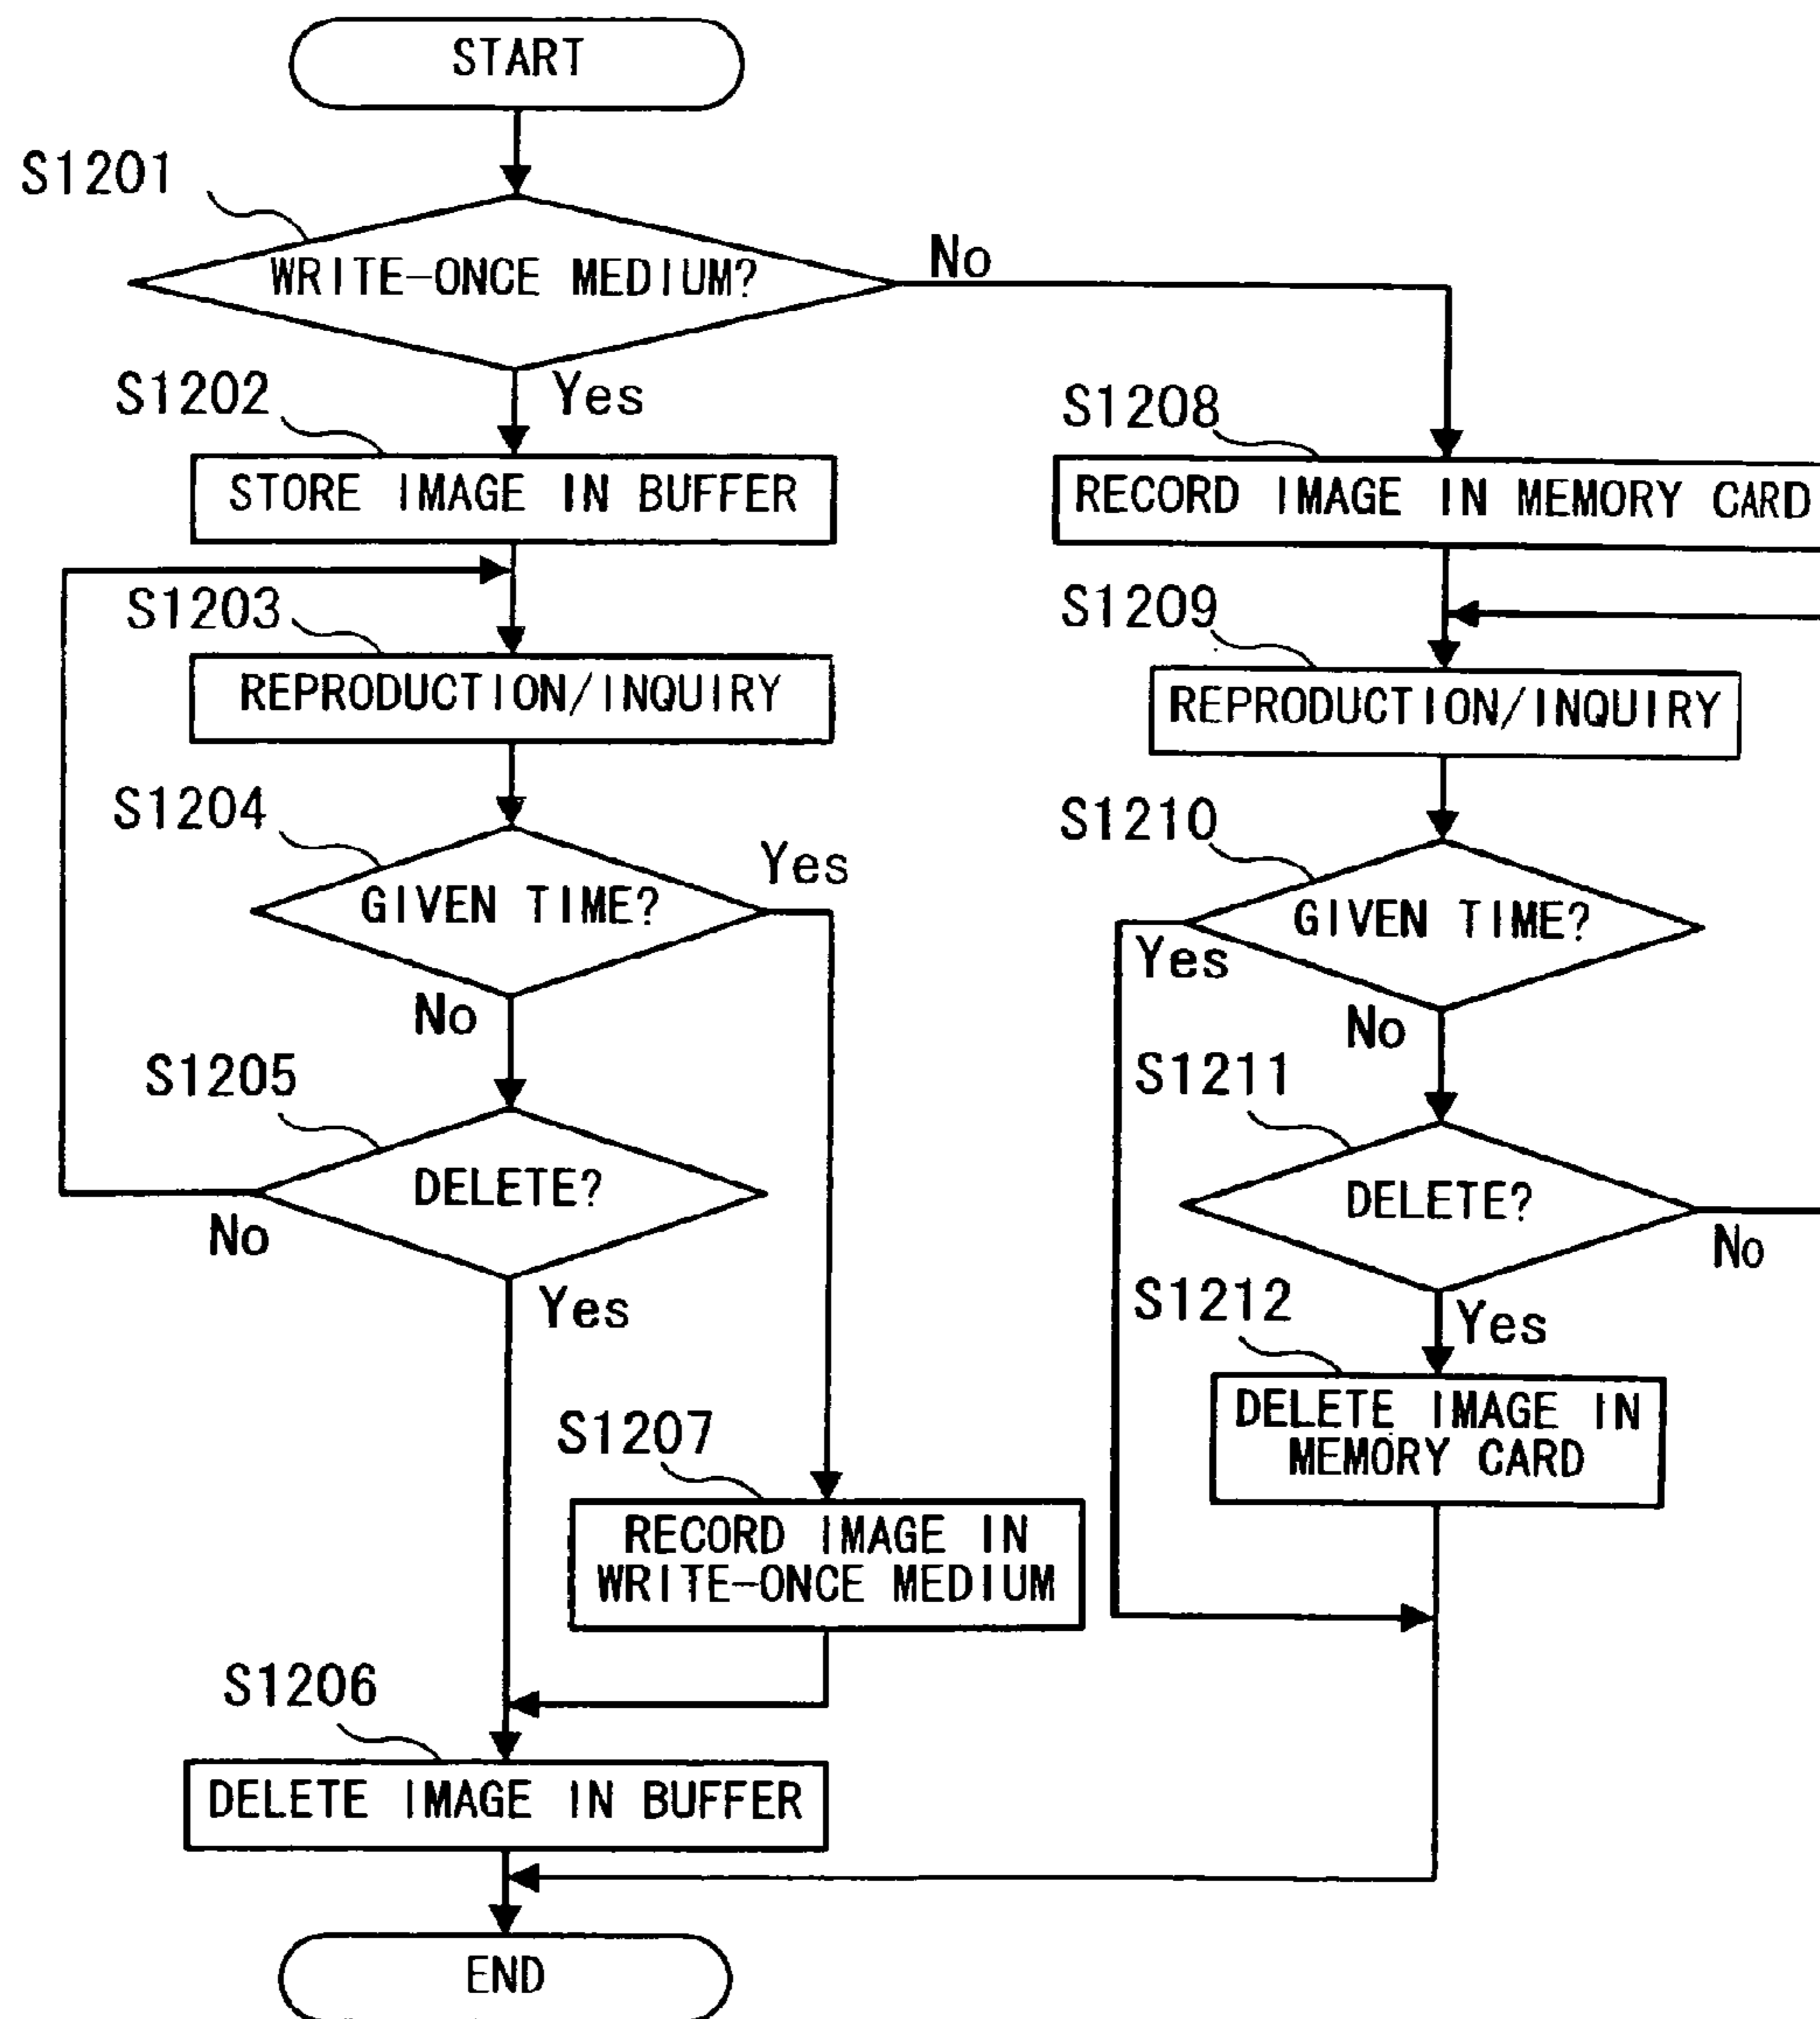 START
S1201
WRITE-ONCE MEDIUM?
No
S1202
Yes
STORE IMAGE IN BUFFER
S1203
REPRODUCTION/INQUIRY
S1204
GIVEN TIME?
Yes
No
S1205
DELETE?
No
Yes
S1207
RECORD IMAGE IN
WRITE-ONCE MEDIUM
S1206
DELETE IMAGE IN BUFFER
S1208
RECORD IMAGE IN MEMORY CARD
S1209
REPRODUCTION/INQUIRY
S1210
GIVEN TIME?
Yes
No
S1211
DELETE?
No
S1212
Yes
DELETE IMAGE IN
MEMORY CARD
END